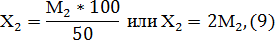 X₂ = M₂ * 100 / 50 или X₂ = 2M₂, (9)